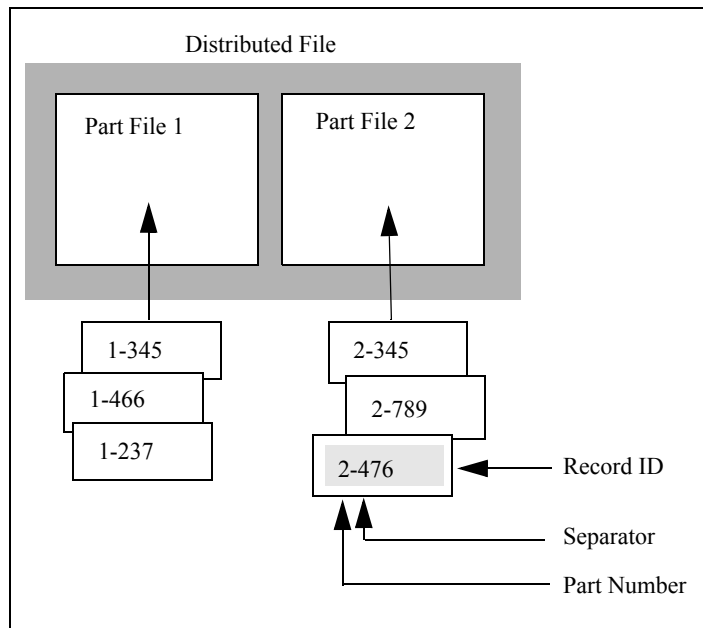 Distributed File
Part File 1
Part File 2
1-345
1-466
1-237
2-345
2-789
2-476
Record ID
Separator
Part Number